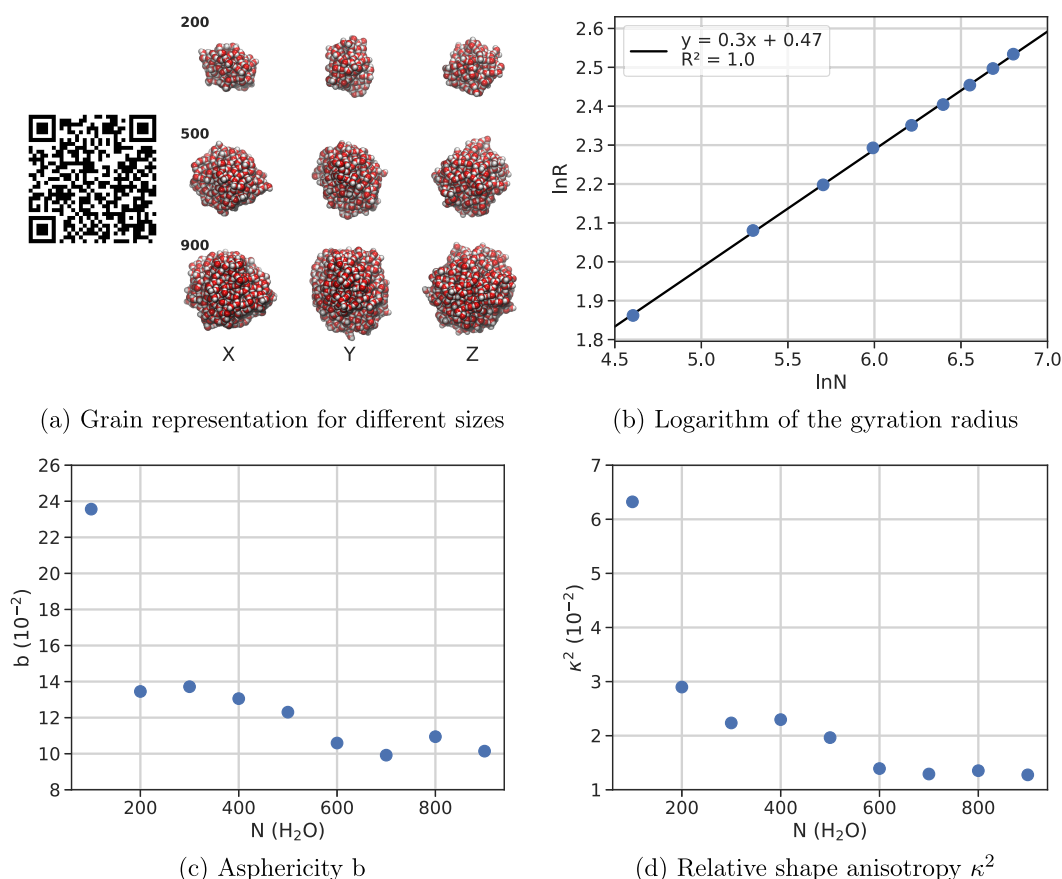 200
500
900
X Y Z
(a) Grain representation for different sizes
2.6
2.5
2.4
2.3
2.2
2.1
2.0
1.9
1.8
lnR
y = 0.3x + 0.47
R² = 1.0
4.5 5.0 5.5 6.0 6.5 7.0
lnN
(b) Logarithm of the gyration radius
26
24
22
20
18
16
14
12
10
8
b (10⁻²)
200 400 600 800
N (H₂O)
(c) Asphericity b
7
6
5
4
3
2
1
κ² (10⁻²)
200 400 600 800
N (H₂O)
(d) Relative shape anisotropy κ²